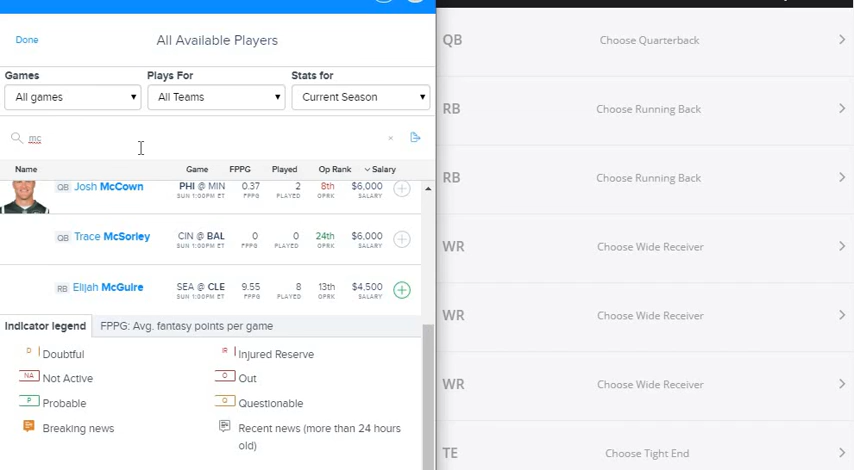 Done
All Available Players
Games Plays For Stats for
All games All Teams Current Season
mc
Name Game FPPG Played Op Rank Salary
QB Josh McCown PHI @ MIN 0.37 2 8th $6,000
SUN 1:00PM ET FPPG PLAYED OPRK SALARY
QB Trace McSorley CIN @ BAL 0 0 24th $6,000
SUN 1:00PM ET FPPG PLAYED OPRK SALARY
RB Elijah McGuire SEA @ CLE 9.55 8 13th $4,500
SUN 1:00PM ET FPPG PLAYED OPRK SALARY
Indicator legend FPPG: Avg. fantasy points per game
D Doubtful
IR Injured Reserve
NA Not Active
O Out
P Probable
Q Questionable
Breaking news
Recent news (more than 24 hours
old)
QB Choose Quarterback
RB Choose Running Back
RB Choose Running Back
WR Choose Wide Receiver
WR Choose Wide Receiver
WR Choose Wide Receiver
TE Choose Tight End